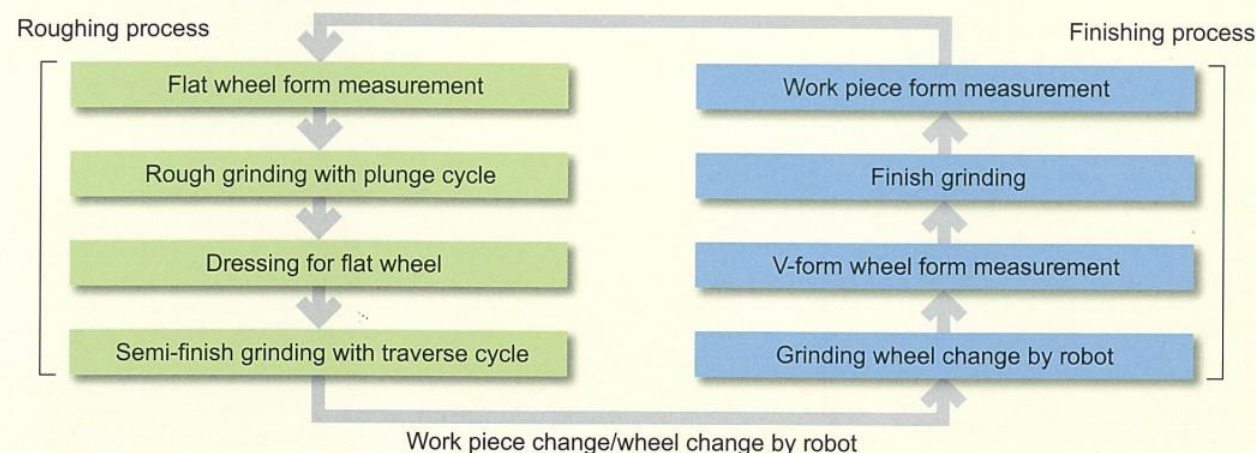 Roughing process
Flat wheel form measurement
Rough grinding with plunge cycle
Dressing for flat wheel
Semi-finish grinding with traverse cycle
Work piece change/wheel change by robot
Finishing process
Work piece form measurement
Finish grinding
V-form wheel form measurement
Grinding wheel change by robot